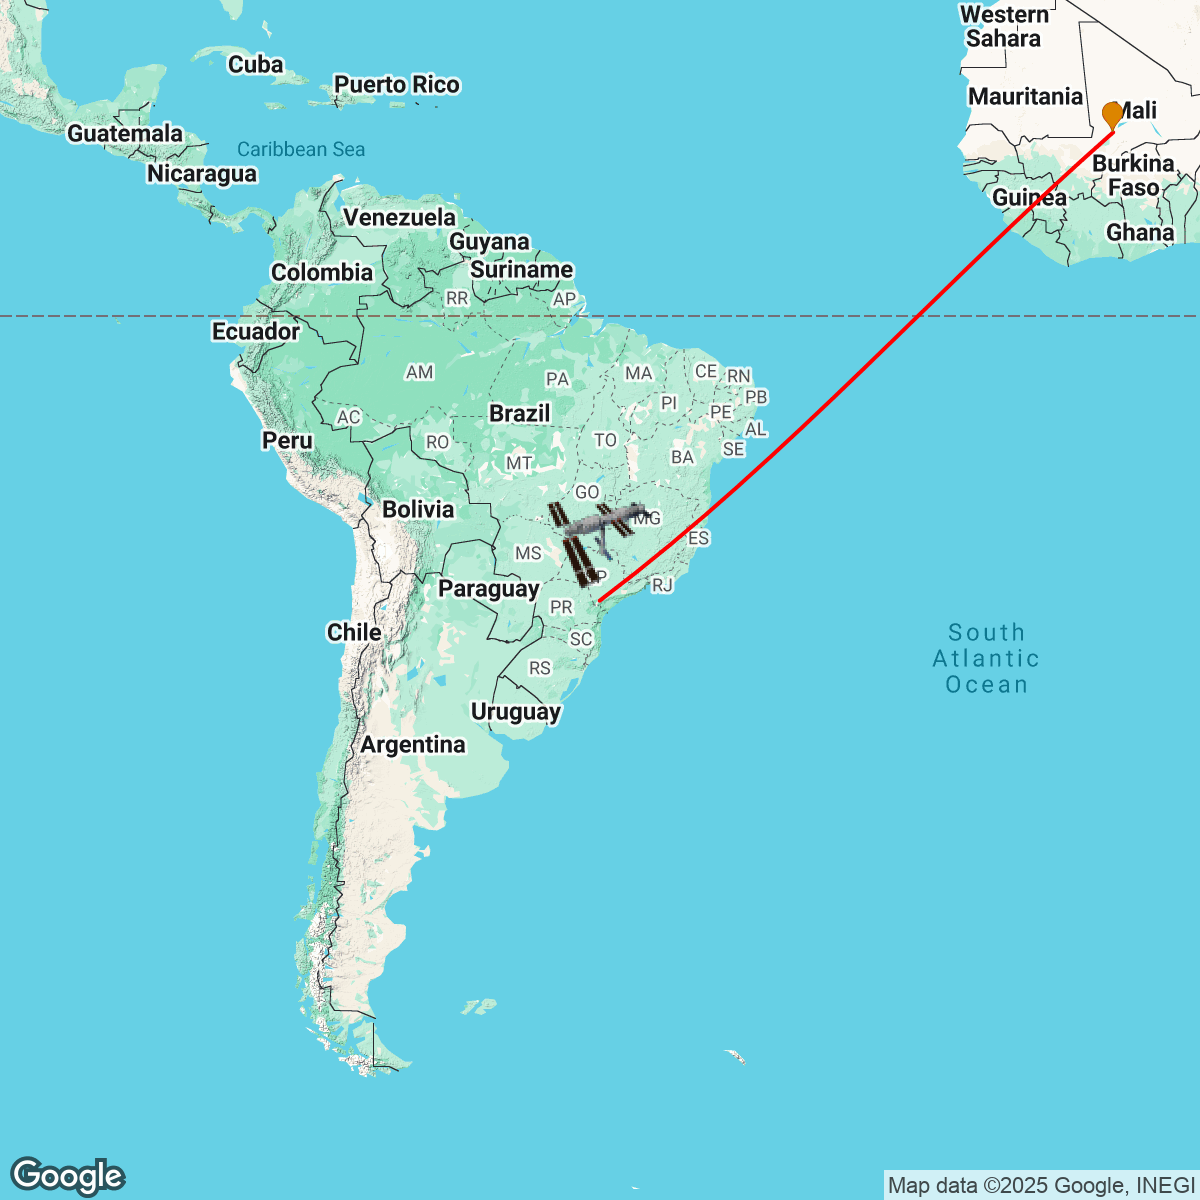 Western
Sahara
Cuba
Puerto Rico
Mauritania
Mali
Guatemala
Caribbean Sea
Nicaragua
Burkina
Faso
Guinea
Venezuela
Ghana
Guyana
Colombia
Suriname
RR
AP
Ecuador
AM
PA
MA
CE
RN
PB
PI
PE
AL
AC
Brazil
Peru
RO
TO
SE
BA
MT
GO
Bolivia
MG
ES
MS
Paraguay
RJ
PR
Chile
SC
South
Atlantic
Ocean
RS
Uruguay
Argentina
Google
Map data ©2025 Google, INEGI